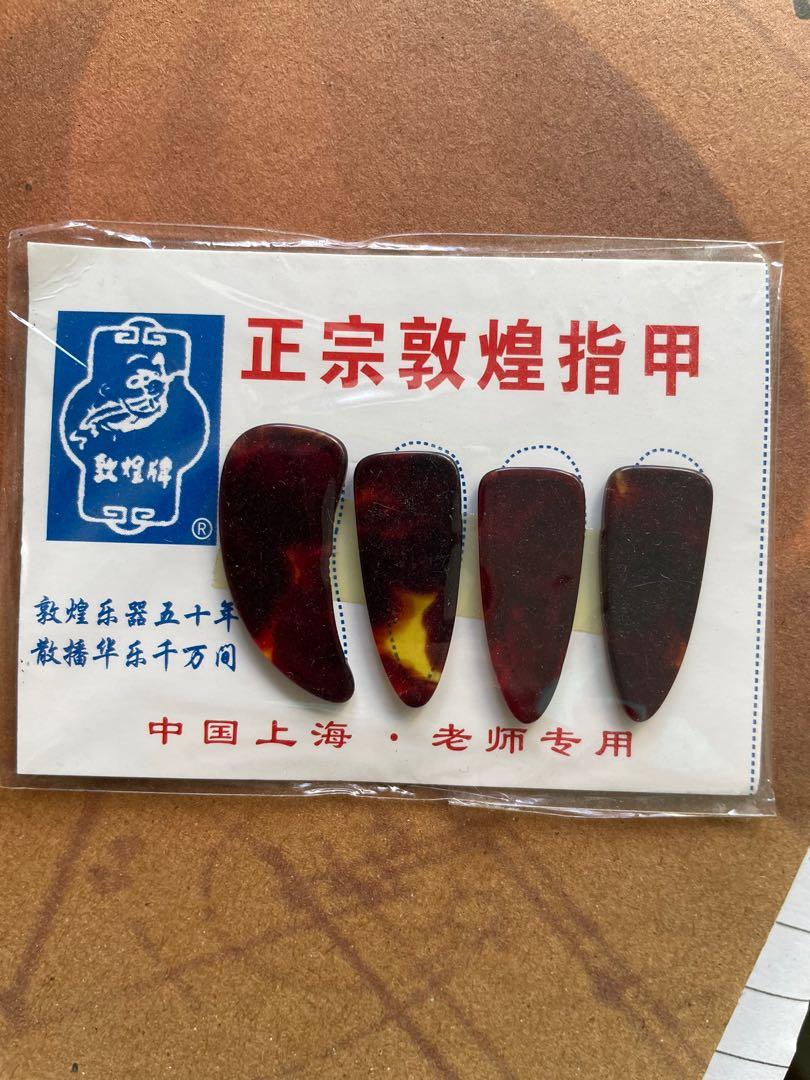 正宗敦煌指甲
敦煌牌
®
敦煌乐器五十年
散播华乐千万间
中国上海·老师专用